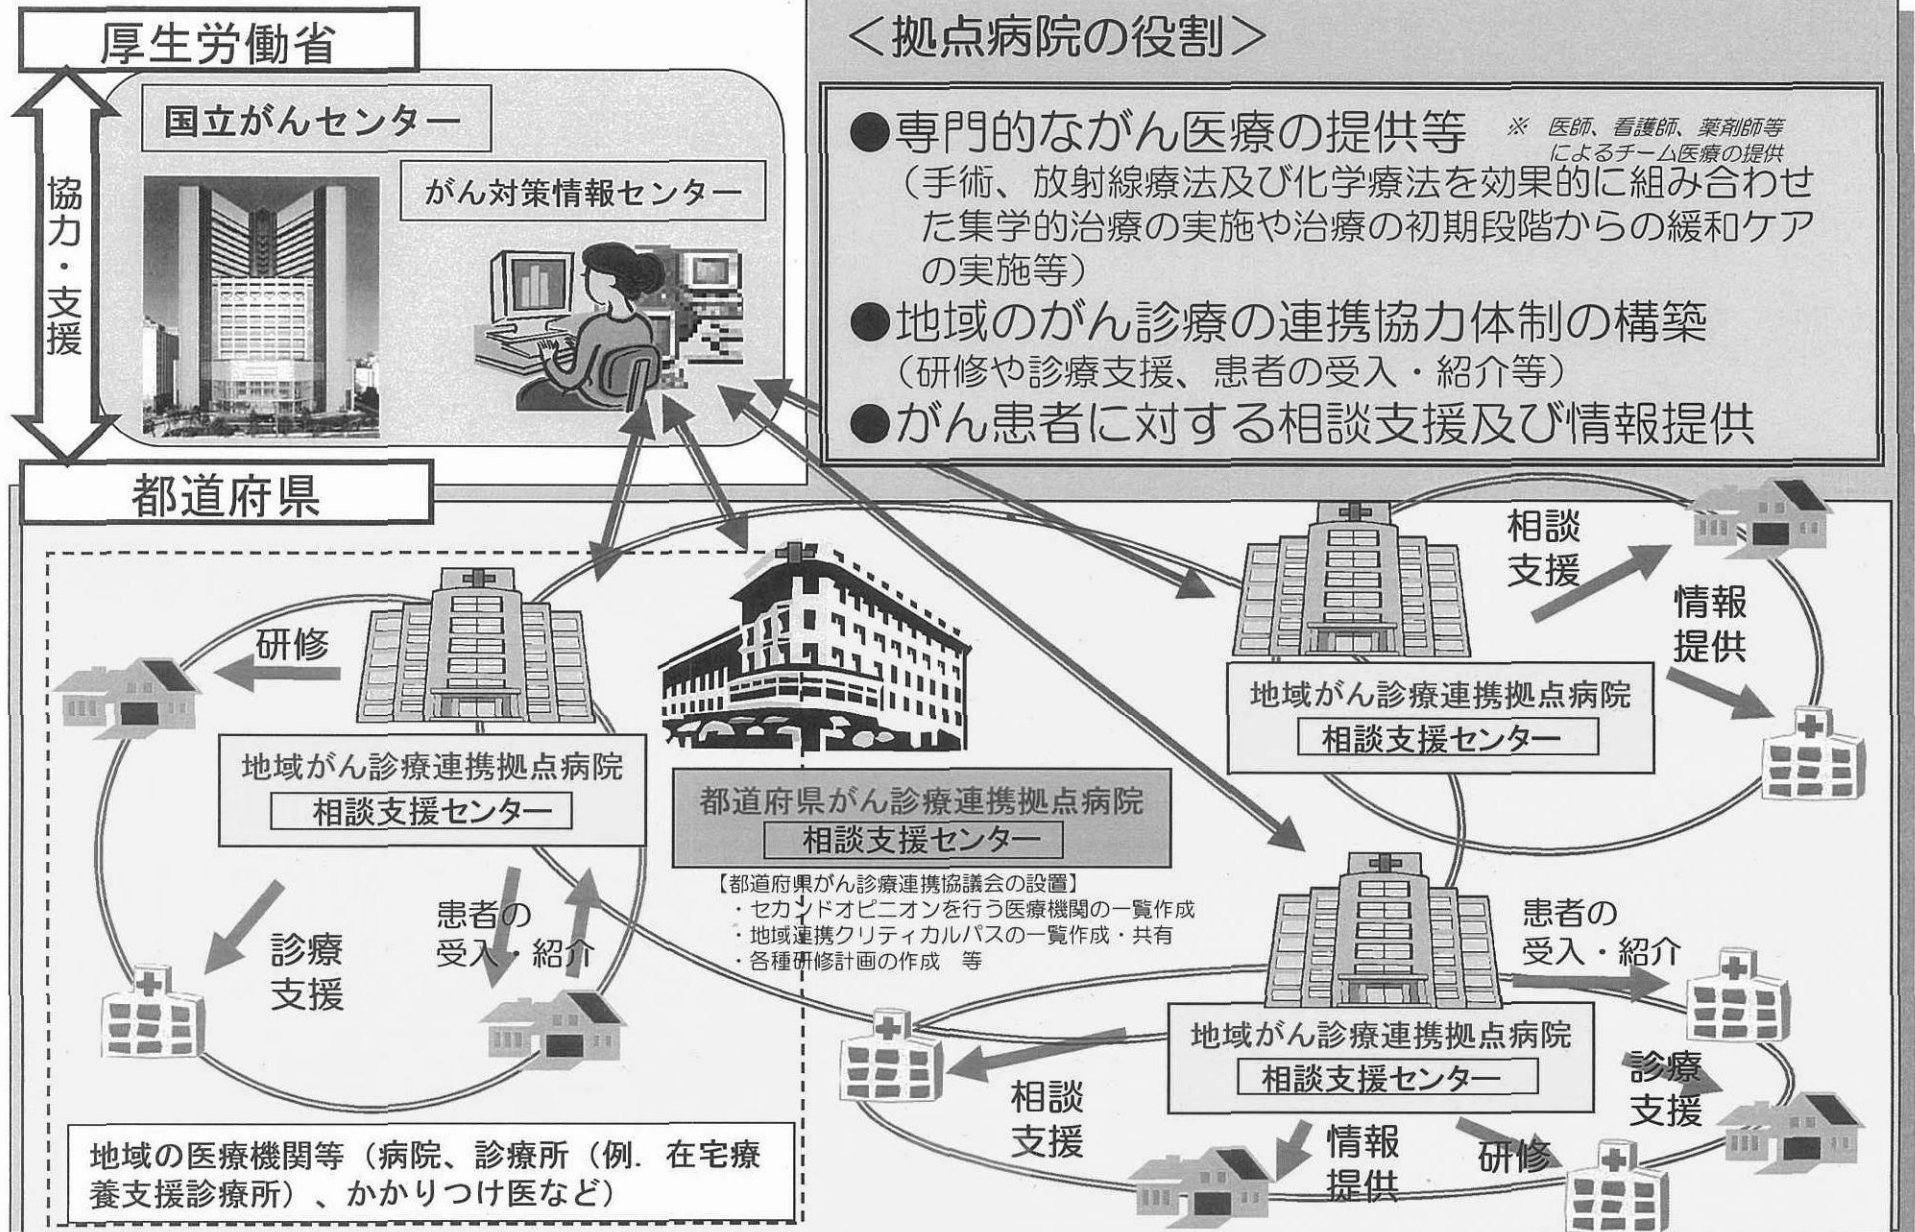 厚生労働省
国立がんセンター
がん対策情報センター
協力・支援
都道府県
＜拠点病院の役割＞
●専門的ながん医療の提供等 ※ 医師、看護師、薬剤師等
によるチーム医療の提供
（手術、放射線療法及び化学療法を効果的に組み合わせ
た集学的治療の実施や治療の初期段階からの緩和ケア
の実施等）
●地域のがん診療の連携協力体制の構築
（研修や診療支援、患者の受入・紹介等）
●がん患者に対する相談支援及び情報提供
相談
支援
情報
提供
地域がん診療連携拠点病院
相談支援センター
研修
地域がん診療連携拠点病院
相談支援センター
診療
支援
患者の
受入・紹介
都道府県がん診療連携拠点病院
相談支援センター
【都道府県がん診療連携協議会の設置】
・セカンドオピニオンを行う医療機関の一覧作成
・地域連携クリティカルパスの一覧作成・共有
・各種研修計画の作成 等
患者の
受入・紹介
地域がん診療連携拠点病院
相談支援センター
診療
支援
相談
支援
情報
提供
研修
地域の医療機関等（病院、診療所（例．在宅療
養支援診療所）、かかりつけ医など）